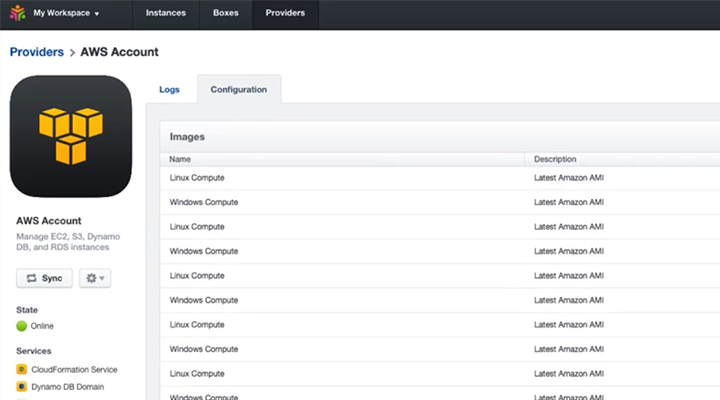 My Workspace
Instances
Boxes
Providers
Providers > AWS Account
Logs
Configuration
Images
Name Description
Linux Compute Latest Amazon AMI
Windows Compute Latest Amazon AMI
Linux Compute Latest Amazon AMI
Windows Compute Latest Amazon AMI
Linux Compute Latest Amazon AMI
Windows Compute Latest Amazon AMI
Linux Compute Latest Amazon AMI
Windows Compute Latest Amazon AMI
Linux Compute Latest Amazon AMI
Windows Compute Latest Amazon AMI
AWS Account
Manage EC2, S3, Dynamo
DB, and RDS instances
Sync
State
Online
Services
CloudFormation Service
Dynamo DB Domain